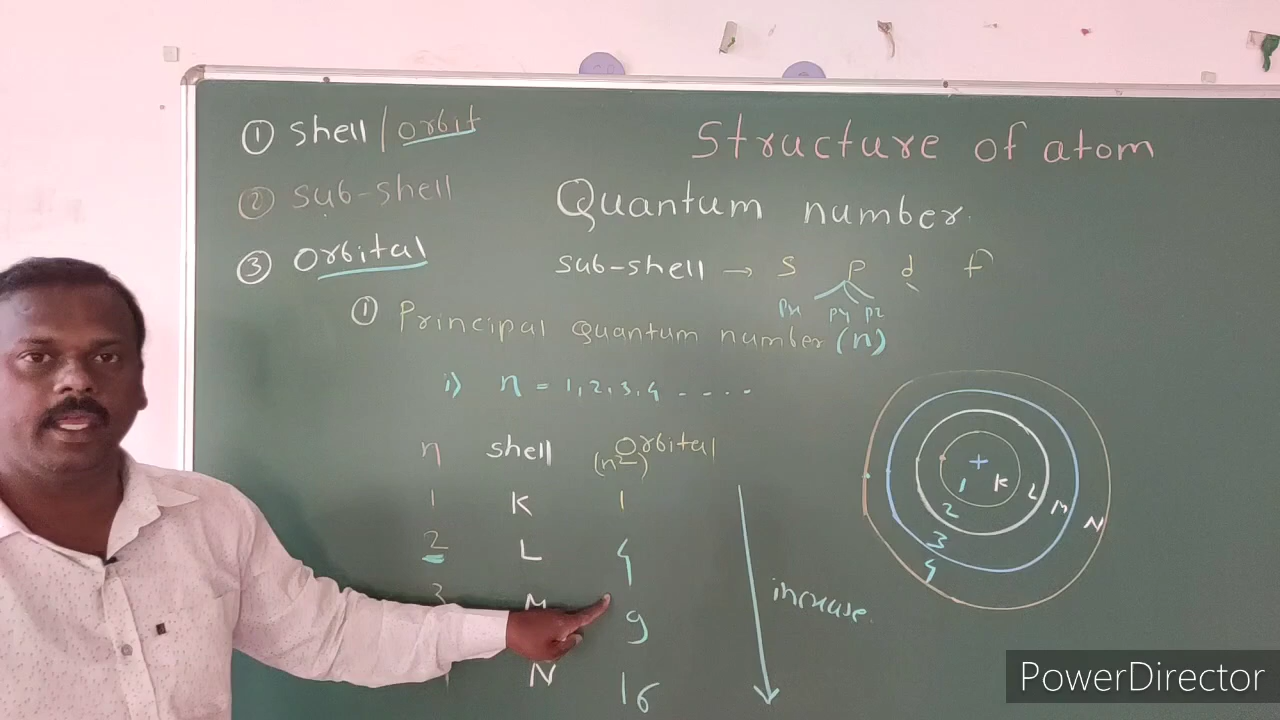 ① Shell / orbit
② Sub-shell
③ Orbital
Structure of atom
Quantum number.
Sub-shell → s p d f
px py pz
① Principal Quantum number (n)
i) n = 1, 2, 3, 4 - - - -
n shell Orbital
(n²)
1 K 1
2 L 4
3 M 9
N 16
increase.
+
1 K
2 L
3 M
4 N
PowerDirector